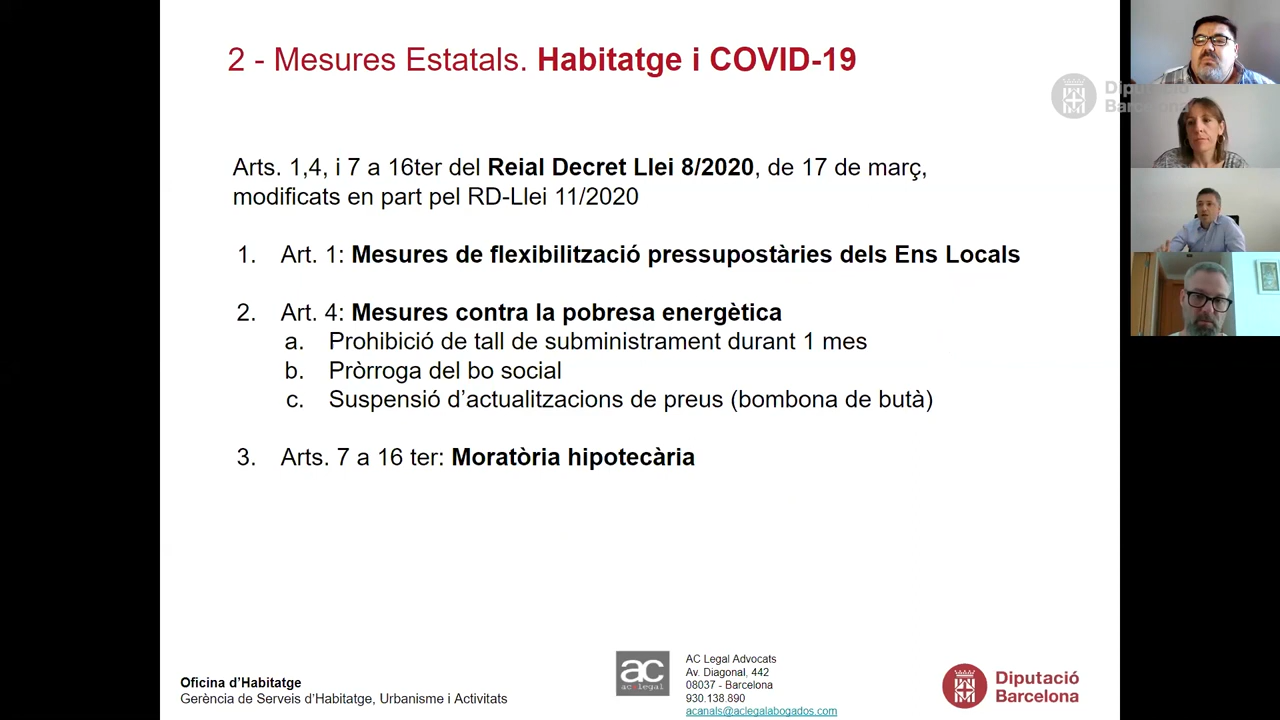 2 - Mesures Estatals. Habitatge i COVID-19
Diputació
Barcelona
Arts. 1,4, i 7 a 16ter del Reial Decret Llei 8/2020, de 17 de març,
modificats en part pel RD-Llei 11/2020
1. Art. 1: Mesures de flexibilització pressupostàries dels Ens Locals
2. Art. 4: Mesures contra la pobresa energètica
a. Prohibició de tall de subministrament durant 1 mes
b. Pròrroga del bo social
c. Suspensió d’actualitzacions de preus (bombona de butà)
3. Arts. 7 a 16 ter: Moratòria hipotecària
Oficina d’Habitatge
Gerència de Serveis d’Habitatge, Urbanisme i Activitats
ac
ac legal
AC Legal Advocats
Av. Diagonal, 442
08037 - Barcelona
930.138.890
acanals@aclegalabogados.com
Diputació
Barcelona